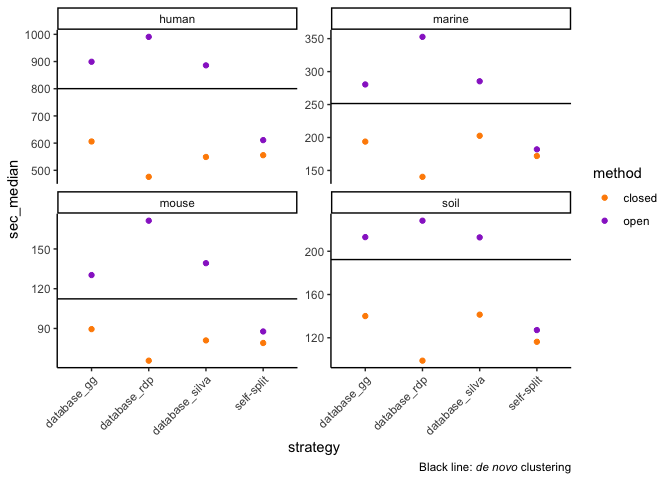 human
marine
1000
900
800
700
600
500
350
300
250
200
150
mouse
soil
150
120
90
200
160
120
sec_median
database_gg
database_rdp
database_silva
self-split
database_gg
database_rdp
database_silva
self-split
strategy
method
closed
open
Black line: de novo clustering